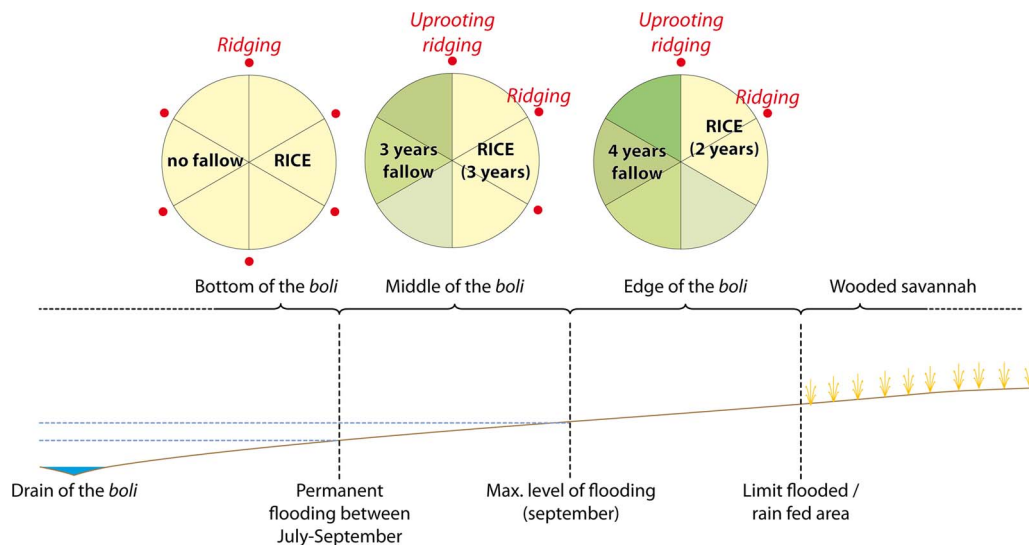 Ridging
no fallow
RICE
Uprooting
ridging
Ridging
3 years
fallow
RICE
(3 years)
Uprooting
ridging
Ridging
4 years
fallow
RICE
(2 years)
Bottom of the boli
Middle of the boli
Edge of the boli
Wooded savannah
Drain of the boli
Permanent
flooding between
July-September
Max. level of flooding
(september)
Limit flooded /
rain fed area